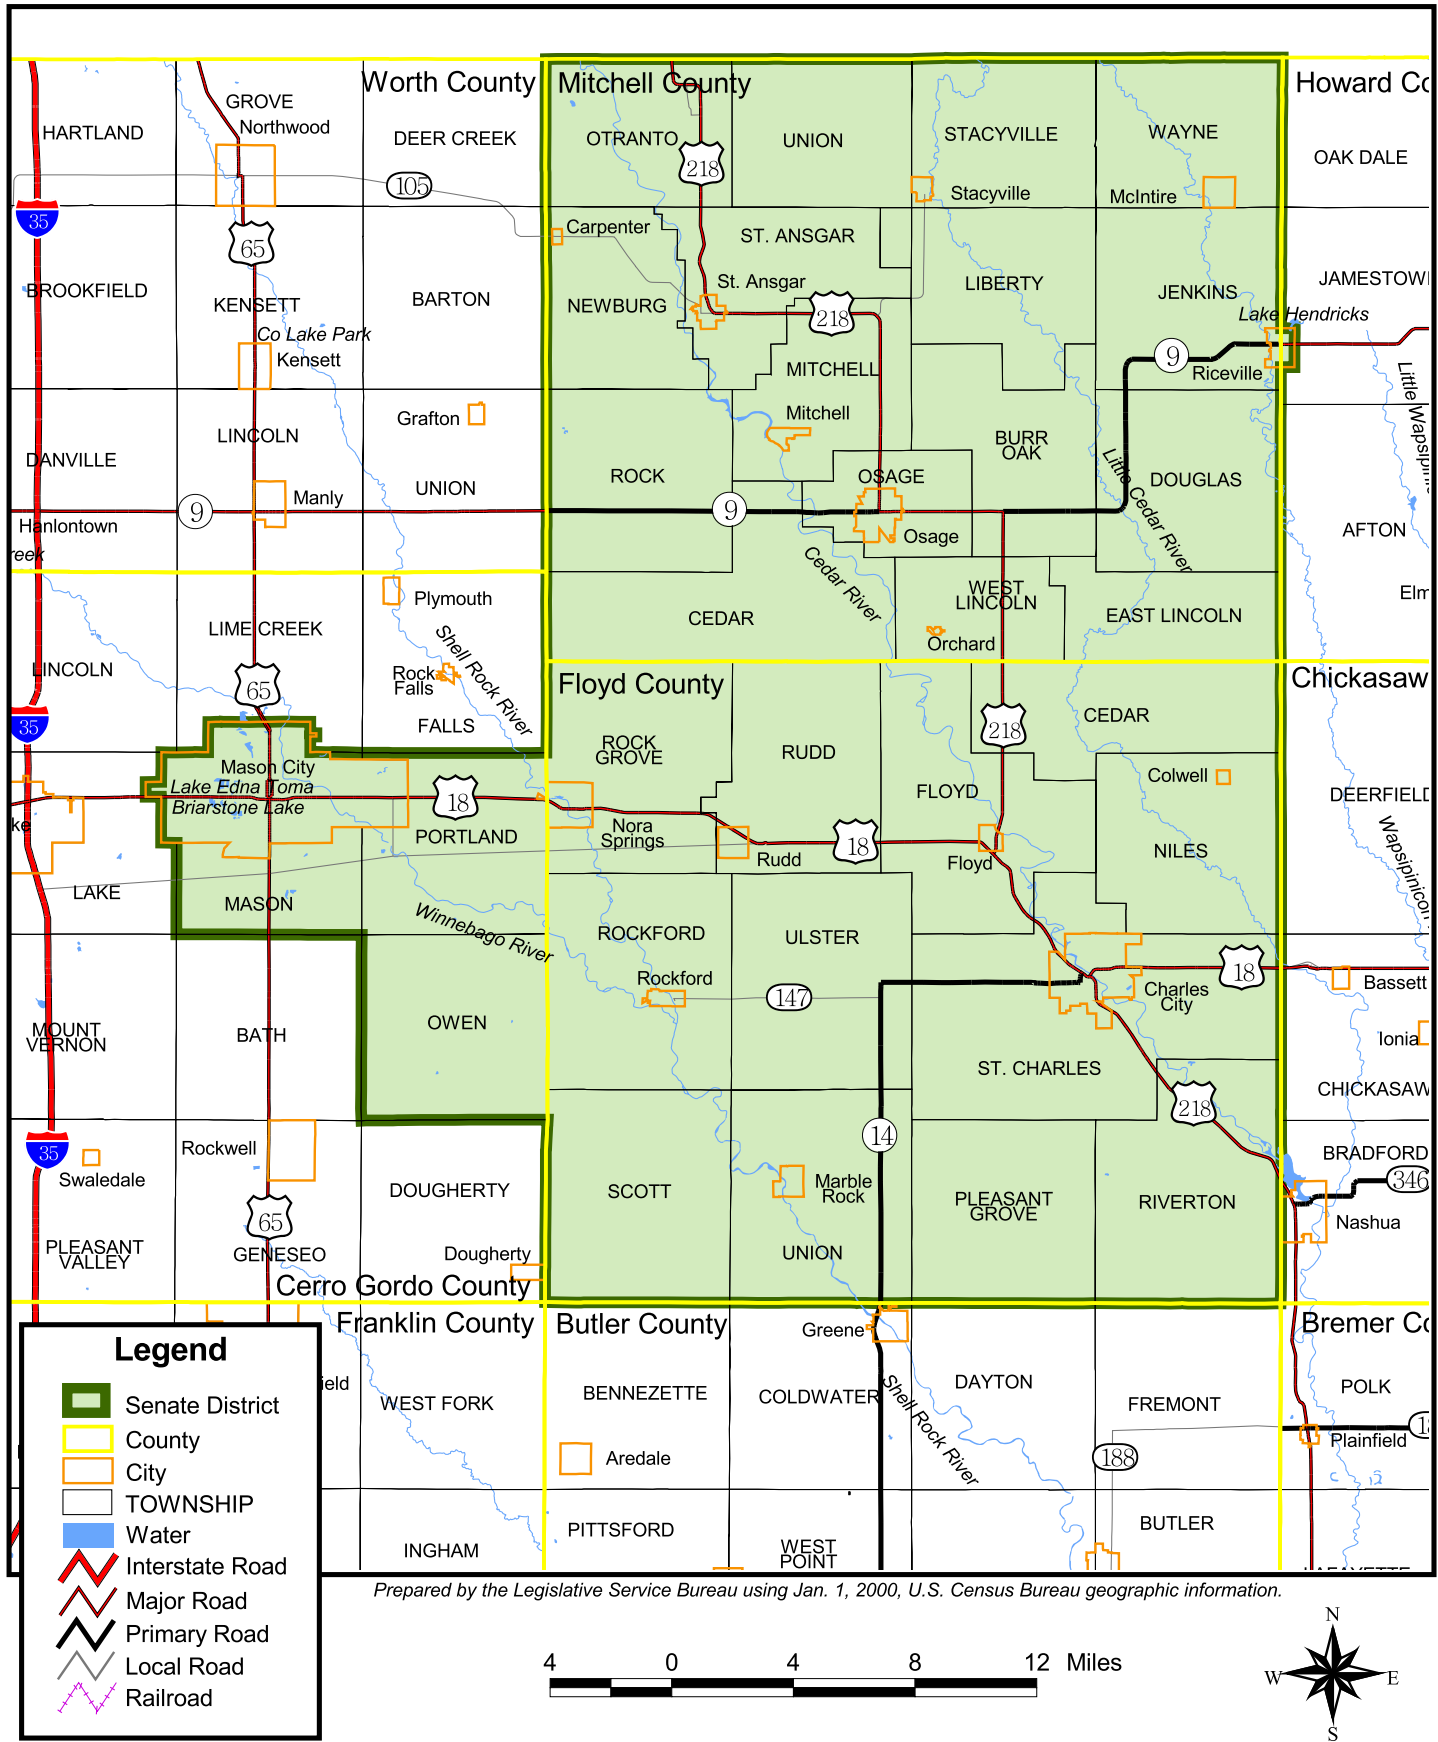 Worth County
Mitchell County
Howard Co
GROVE
Northwood
HARTLAND
DEER CREEK
OTRANTO
UNION
STACYVILLE
WAYNE
OAK DALE
218
105
Stacyville
McIntire
35
65
Carpenter
ST. ANSGAR
BROOKFIELD
KENSETT
BARTON
NEWBURG
St. Ansgar
218
LIBERTY
JENKINS
JAMESTOW
Lake Hendricks
Co Lake Park
Kensett
MITCHELL
9
Riceville
Little Wapsipin
Grafton
Mitchell
LINCOLN
BURR
OAK
DANVILLE
UNION
ROCK
OSAGE
DOUGLAS
Little Cedar River
9
Manly
9
Hanlontown
Osage
AFTON
reek
Cedar River
Plymouth
WEST
LINCOLN
Elm
LIME CREEK
CEDAR
EAST LINCOLN
Shell Rock River
Orchard
LINCOLN
Rock
Falls
65
Floyd County
Chickasaw
35
FALLS
ROCK
GROVE
RUDD
218
CEDAR
Mason City
Colwell
Lake Edna Toma
Briarstone Lake
18
FLOYD
DEERFIELD
ke
PORTLAND
Nora
Springs
18
Rudd
Floyd
NILES
Wapsipinicon
LAKE
MASON
Winnebago River
ROCKFORD
ULSTER
Rockford
147
18
Charles
City
Bassett
MOUNT
VERNON
BATH
OWEN
Ionia
ST. CHARLES
CHICKASAW
218
35
Rockwell
14
BRADFORD
Swaledale
DOUGHERTY
SCOTT
Marble
Rock
PLEASANT
GROVE
RIVERTON
346
65
Nashua
PLEASANT
VALLEY
GENESEO
Dougherty
UNION
Cerro Gordo County
Franklin County
Butler County
Greene
Bremer Co
ield
WEST FORK
BENNEZETTE
COLDWATER
DAYTON
FREMONT
POLK
Shell Rock River
18
Plainfield
Aredale
188
PITTSFORD
BUTLER
INGHAM
WEST
POINT
Legend
Senate District
County
City
TOWNSHIP
Water
Interstate Road
Major Road
Primary Road
Local Road
Railroad
Prepared by the Legislative Service Bureau using Jan. 1, 2000, U.S. Census Bureau geographic information.
4 0 4 8 12 Miles
N
W E
S